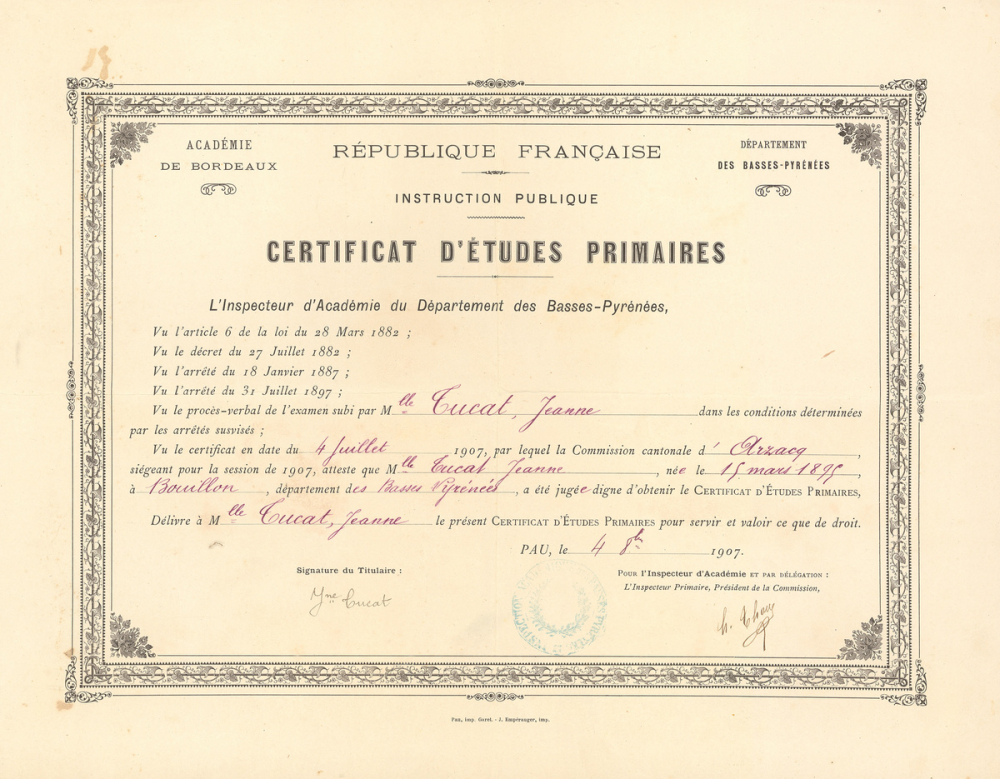 ACADÉMIE
DE BORDEAUX
RÉPUBLIQUE FRANÇAISE
DÉPARTEMENT
DES BASSES-PYRÉNÉES
INSTRUCTION PUBLIQUE
CERTIFICAT D'ÉTUDES PRIMAIRES
L'Inspecteur d'Académie du Département des Basses-Pyrénées,
Vu l'article 6 de la loi du 28 Mars 1882 ;
Vu le décret du 27 Juillet 1882 ;
Vu l'arrêté du 18 Janvier 1887 ;
Vu l'arrêté du 31 Juillet 1897 ;
Vu le procès-verbal de l'examen subi par Mlle Tucat, Jeanne dans les conditions déterminées
par les arrêtés susvisés ;
Vu le certificat en date du 4 Juillet 1907, par lequel la Commission cantonale d' Arzacq,
siégeant pour la session de 1907, atteste que Mlle Tucat Jeanne, née le 15 mars 1895
à Bouillon, département des Basses Pyrénées, a été jugée digne d'obtenir le CERTIFICAT D'ÉTUDES PRIMAIRES,
Délivre à Mlle Tucat, Jeanne le présent CERTIFICAT D'ÉTUDES PRIMAIRES pour servir et valoir ce que de droit.
PAU, le 4 8bre 1907.
Signature du Titulaire :
POUR l'Inspecteur d'Académie ET PAR DÉLÉGATION :
L'Inspecteur Primaire, Président de la Commission,
Jne Tucat
Pau, imp. Garet. - J. Empérauger, imp.